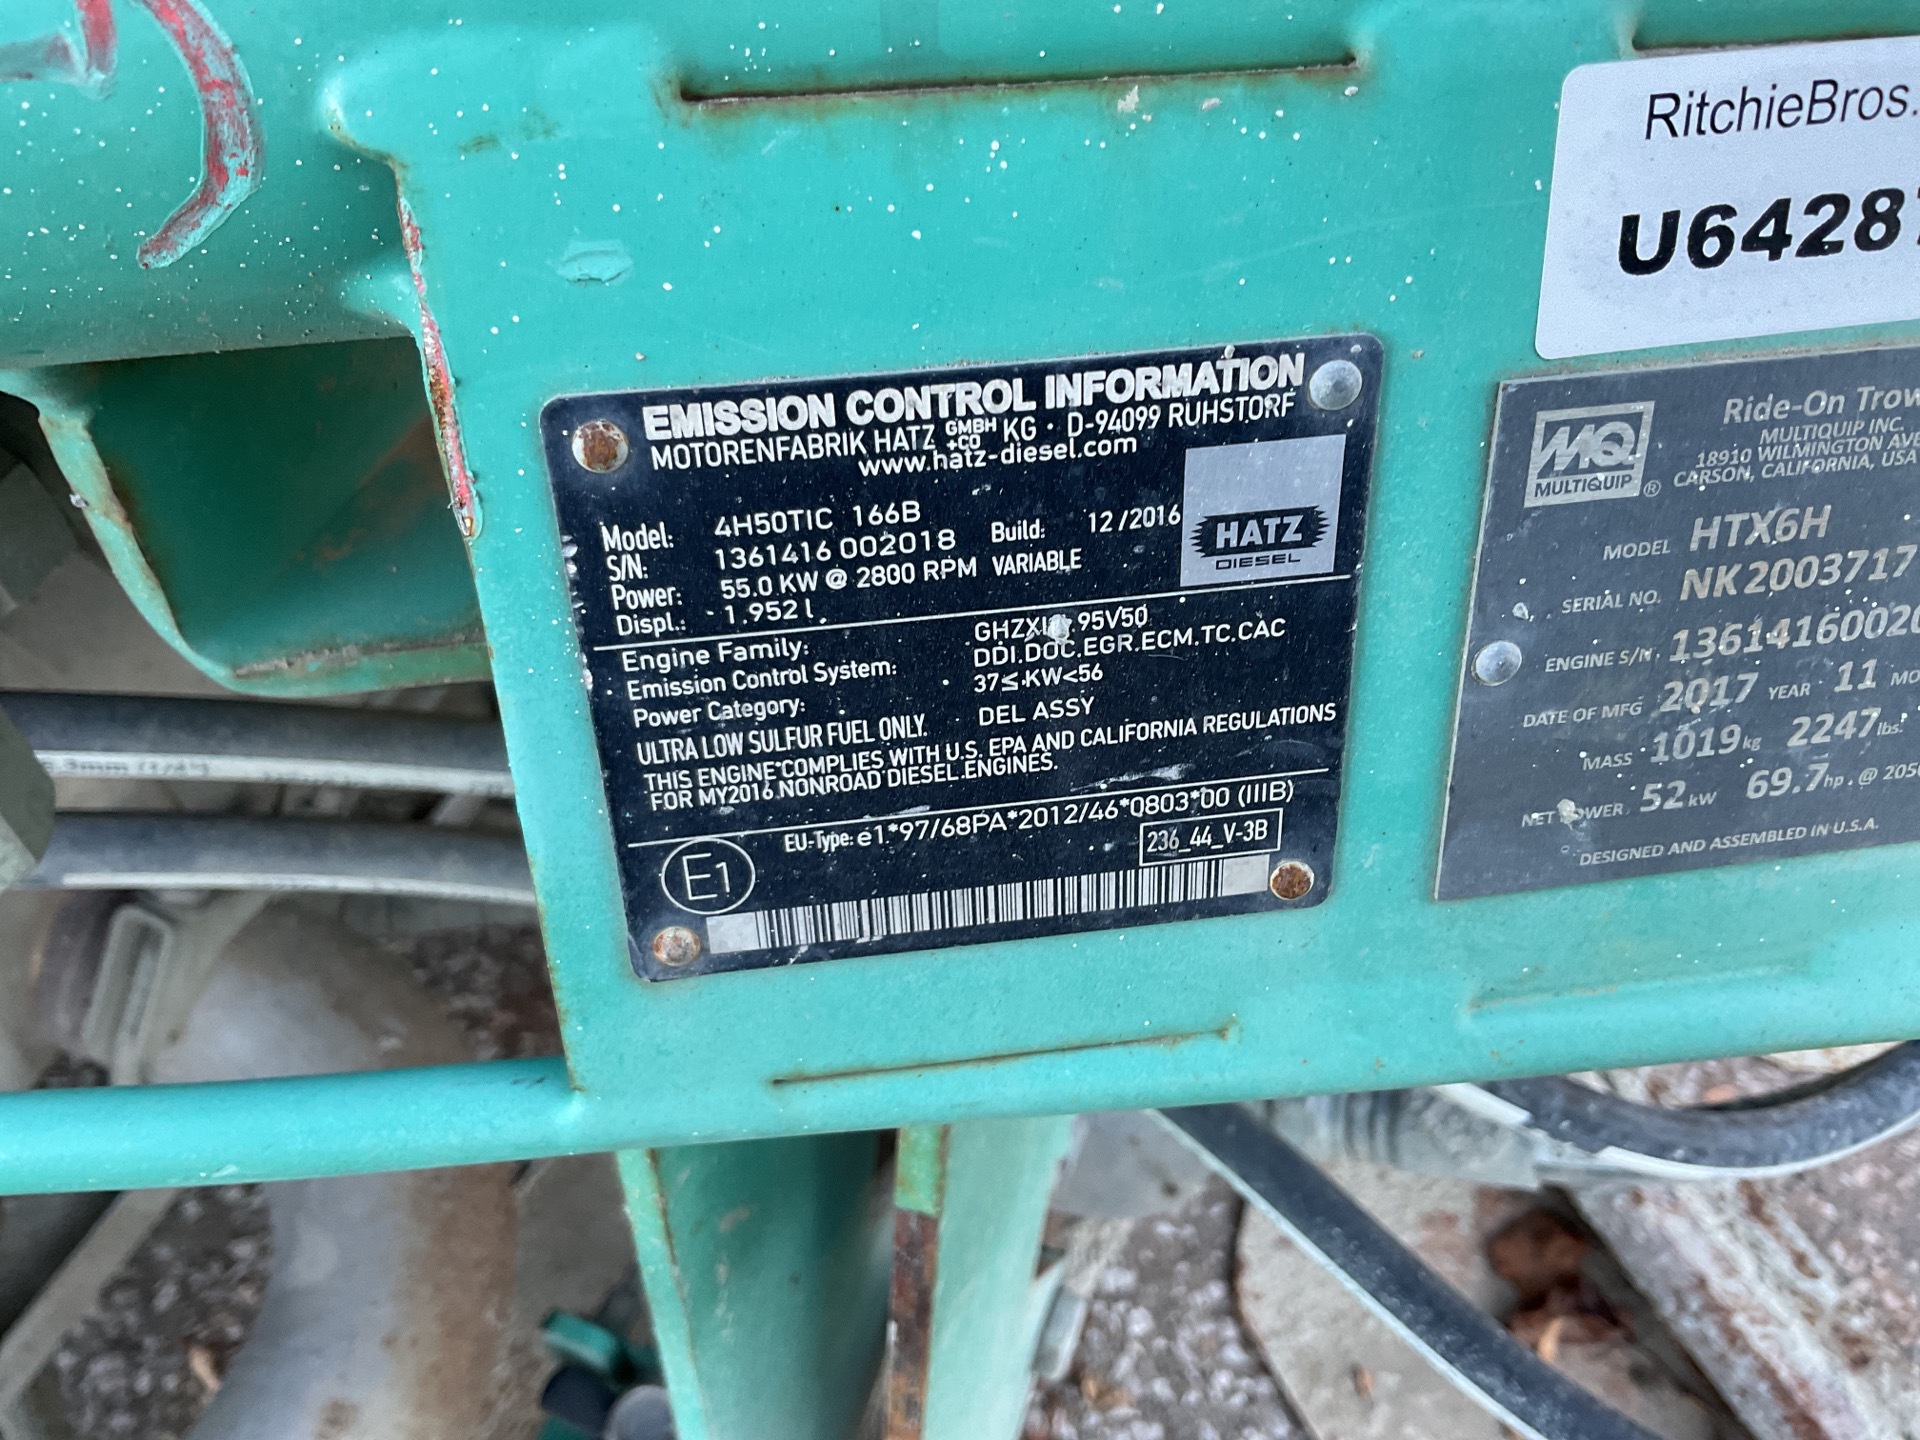 RitchieBros.
U6428
EMISSION CONTROL INFORMATION
MOTORENFABRIK HATZ GMBH +CO KG · D-94099 RUHSTORF
www.hatz-diesel.com
Model: 4H50TIC 166B
S/N: 1361416 002018 Build: 12/2016
Power: 55.0 KW @ 2800 RPM VARIABLE
Displ.: 1.952 l
HATZ
DIESEL
Engine Family: 95V50
Emission Control System: DDI.DOC.EGR.ECM.TC.CAC
Power Category: 37≤ KW<56
ULTRA LOW SULFUR FUEL ONLY. DEL ASSY
THIS ENGINE COMPLIES WITH U.S. EPA AND CALIFORNIA REGULATIONS
FOR MY2016 NONROAD DIESEL ENGINES.
EU-Type: e1*97/68PA*2012/46*0803*00 (IIIB)
E1
236_44_V-3B
MQ
MULTIQUIP ®
Ride-On Trow
MULTIQUIP INC.
18910 WILMINGTON AVE
CARSON, CALIFORNIA, USA
MODEL HTX6H
SERIAL NO. NK2003717
ENGINE S/N. 1361416002
DATE OF MFG 2017 YEAR 11 MO
MASS 1019 kg 2247 lbs.
NET POWER 52 kW 69.7 hp. @ 205
DESIGNED AND ASSEMBLED IN U.S.A.